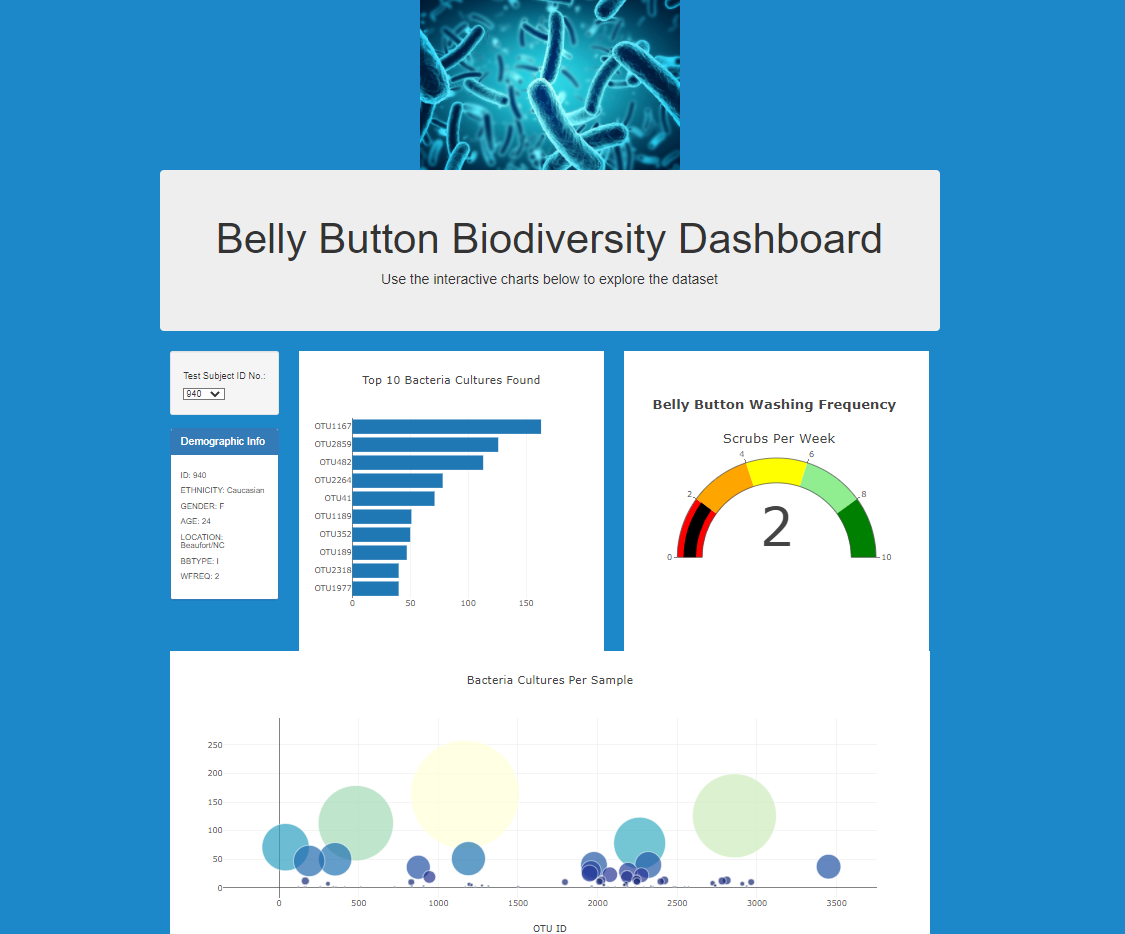 Belly Button Biodiversity Dashboard
Use the interactive charts below to explore the dataset
Test Subject ID No.:
940
Demographic Info
ID: 940
ETHNICITY: Caucasian
GENDER: F
AGE: 24
LOCATION:
Beaufort/NC
BBTYPE: I
WFREQ: 2
Top 10 Bacteria Cultures Found
OTU1167
OTU2859
OTU482
OTU2264
OTU41
OTU1189
OTU352
OTU189
OTU2318
OTU1977
0 50 100 150
Belly Button Washing Frequency
Scrubs Per Week
4 6
2 8
2
0 10
Bacteria Cultures Per Sample
250
200
150
100
50
0
0 500 1000 1500 2000 2500 3000 3500
OTU ID